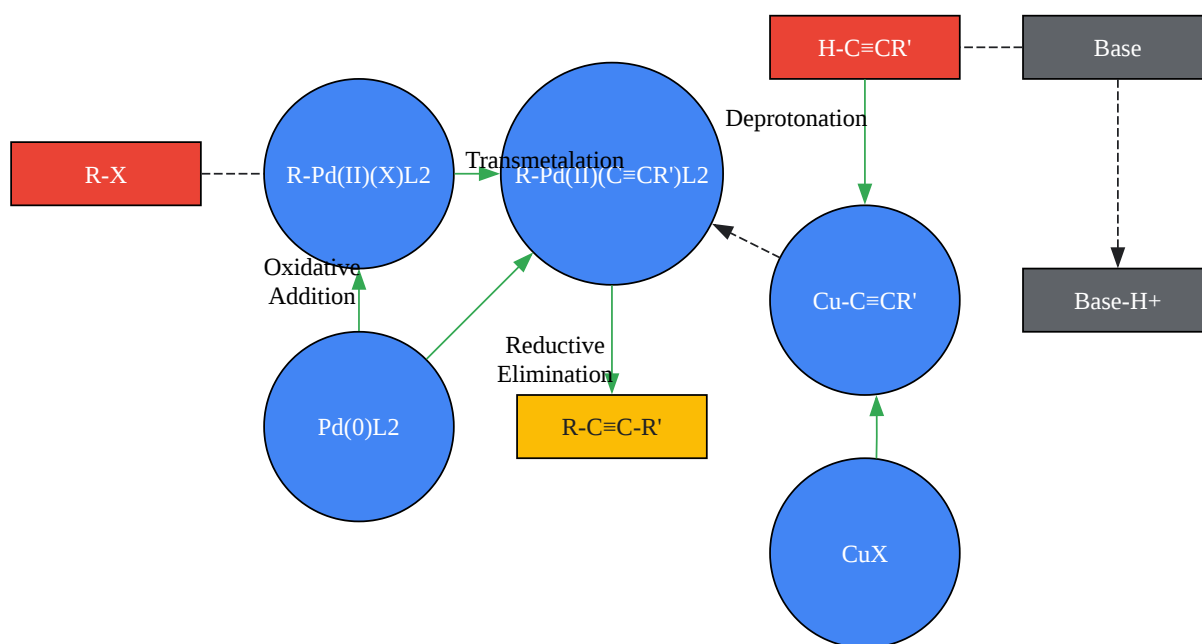 H-C≡CR'
Base
Deprotonation
R-X
R-Pd(II)(X)L2
Transmetalation
R-Pd(II)(C≡CR')L2
Oxidative
Addition
Cu-C≡CR'
Base-H+
Reductive
Elimination
Pd(0)L2
R-C≡C-R'
CuX